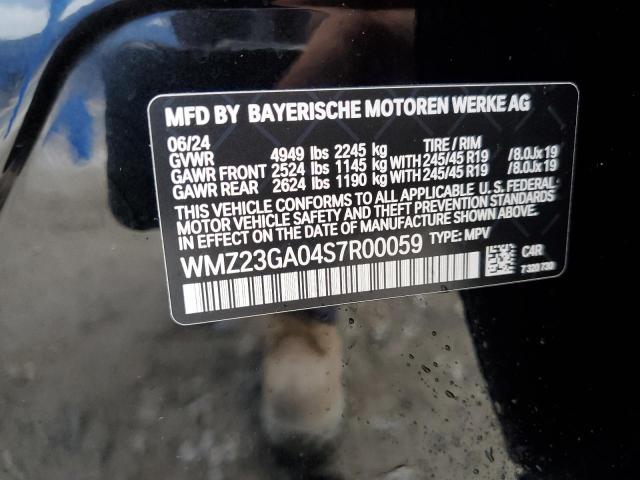 MFD BY BAYERISCHE MOTOREN WERKE AG
06/24 TIRE / RIM
GVWR 4949 lbs 2245 kg
GAWR FRONT 2524 lbs 1145 kg WITH 245/45 R19 /8.0Jx19
GAWR REAR 2624 lbs 1190 kg WITH 245/45 R19 /8.0Jx19
THIS VEHICLE CONFORMS TO ALL APPLICABLE U.S. FEDERAL
MOTOR VEHICLE SAFETY AND THEFT PREVENTION STANDARDS
IN EFFECT ON THE DATE OF MANUFACTURE SHOWN ABOVE.
WMZ23GA04S7R00059 TYPE: MPV
C4R
7 320 730